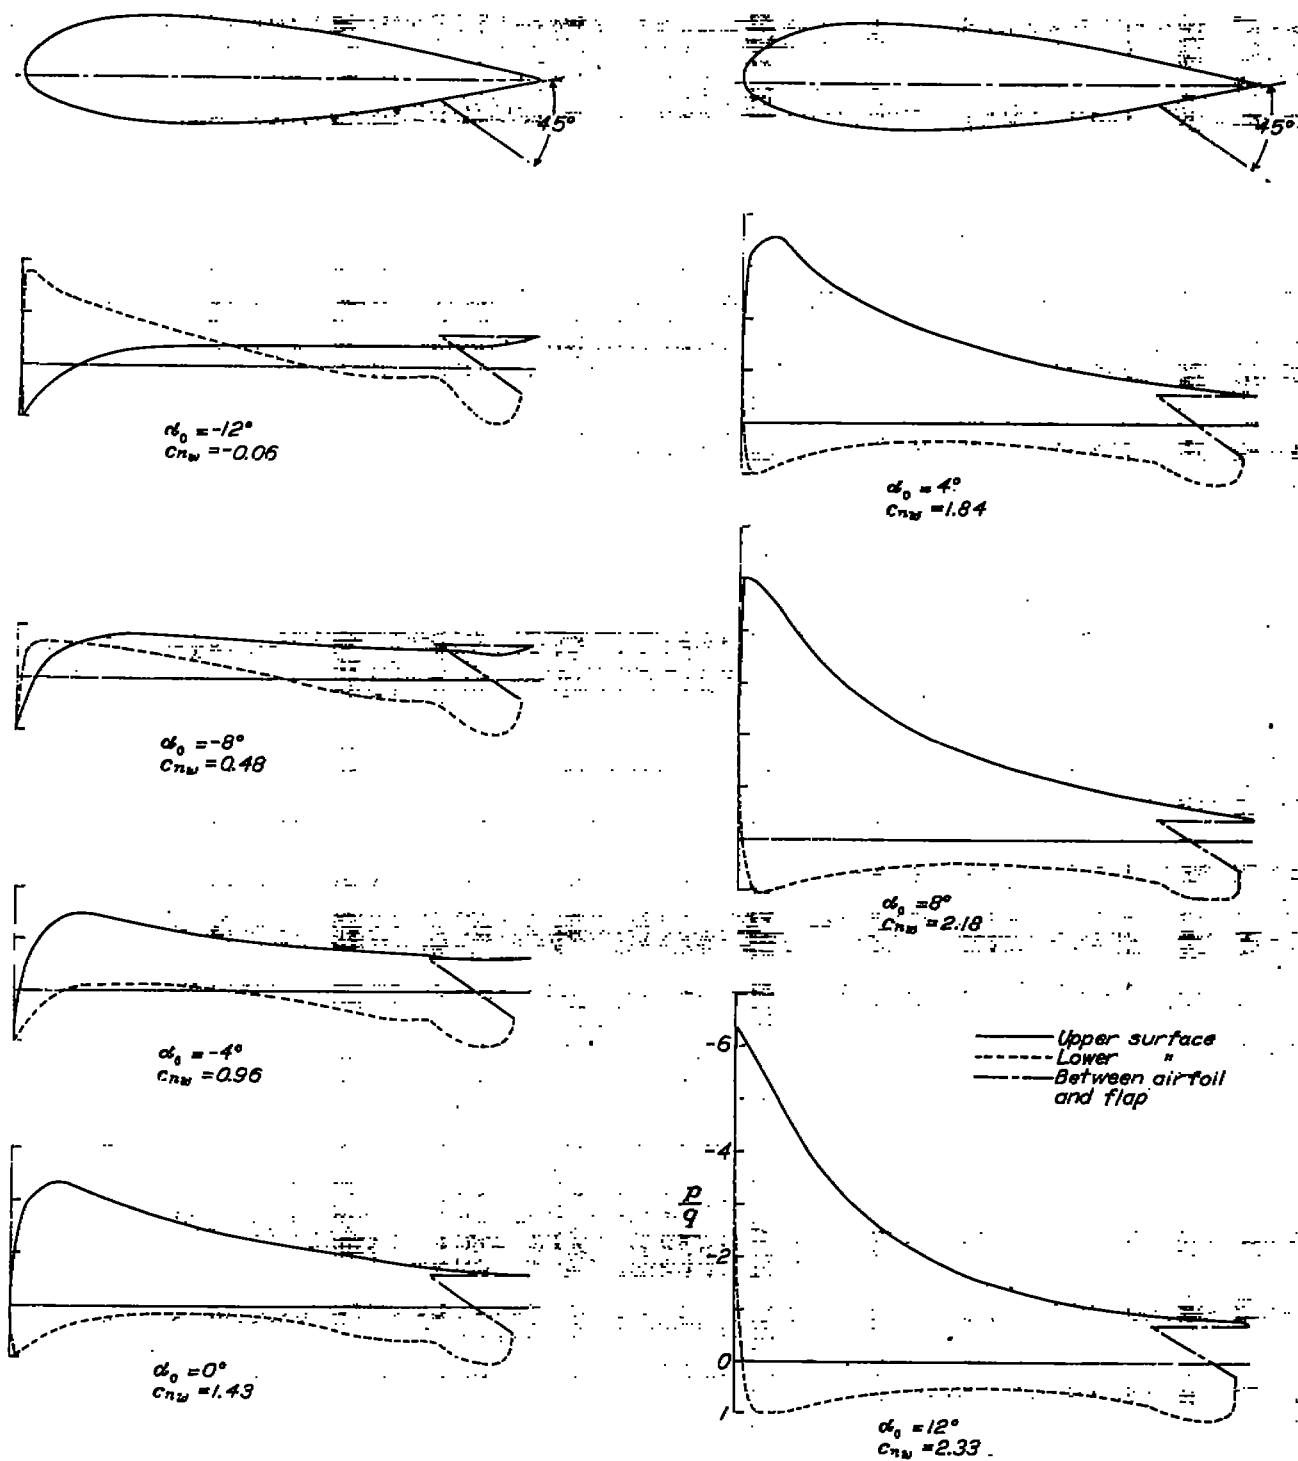 45°
45°
α₀ = -12°
cₙw = -0.06
α₀ = 4°
cₙw = 1.84
α₀ = -8°
cₙw = 0.48
α₀ = 8°
cₙw = 2.18
α₀ = -4°
cₙw = 0.96
Upper surface
Lower "
Between airfoil
and flap
-6
-4
p/q
-2
0
1
α₀ = 0°
cₙw = 1.43
α₀ = 12°
cₙw = 2.33